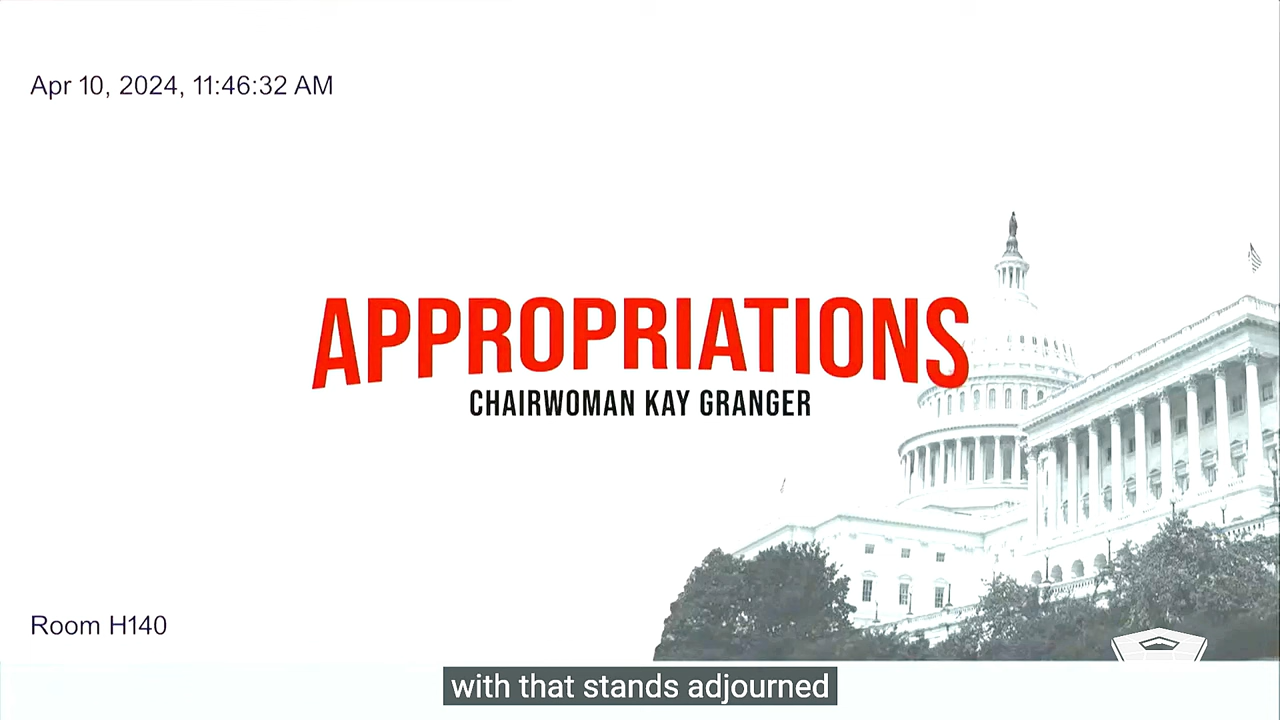 Apr 10, 2024, 11:46:32 AM
APPROPRIATIONS
CHAIRWOMAN KAY GRANGER
Room H140
with that stands adjourned